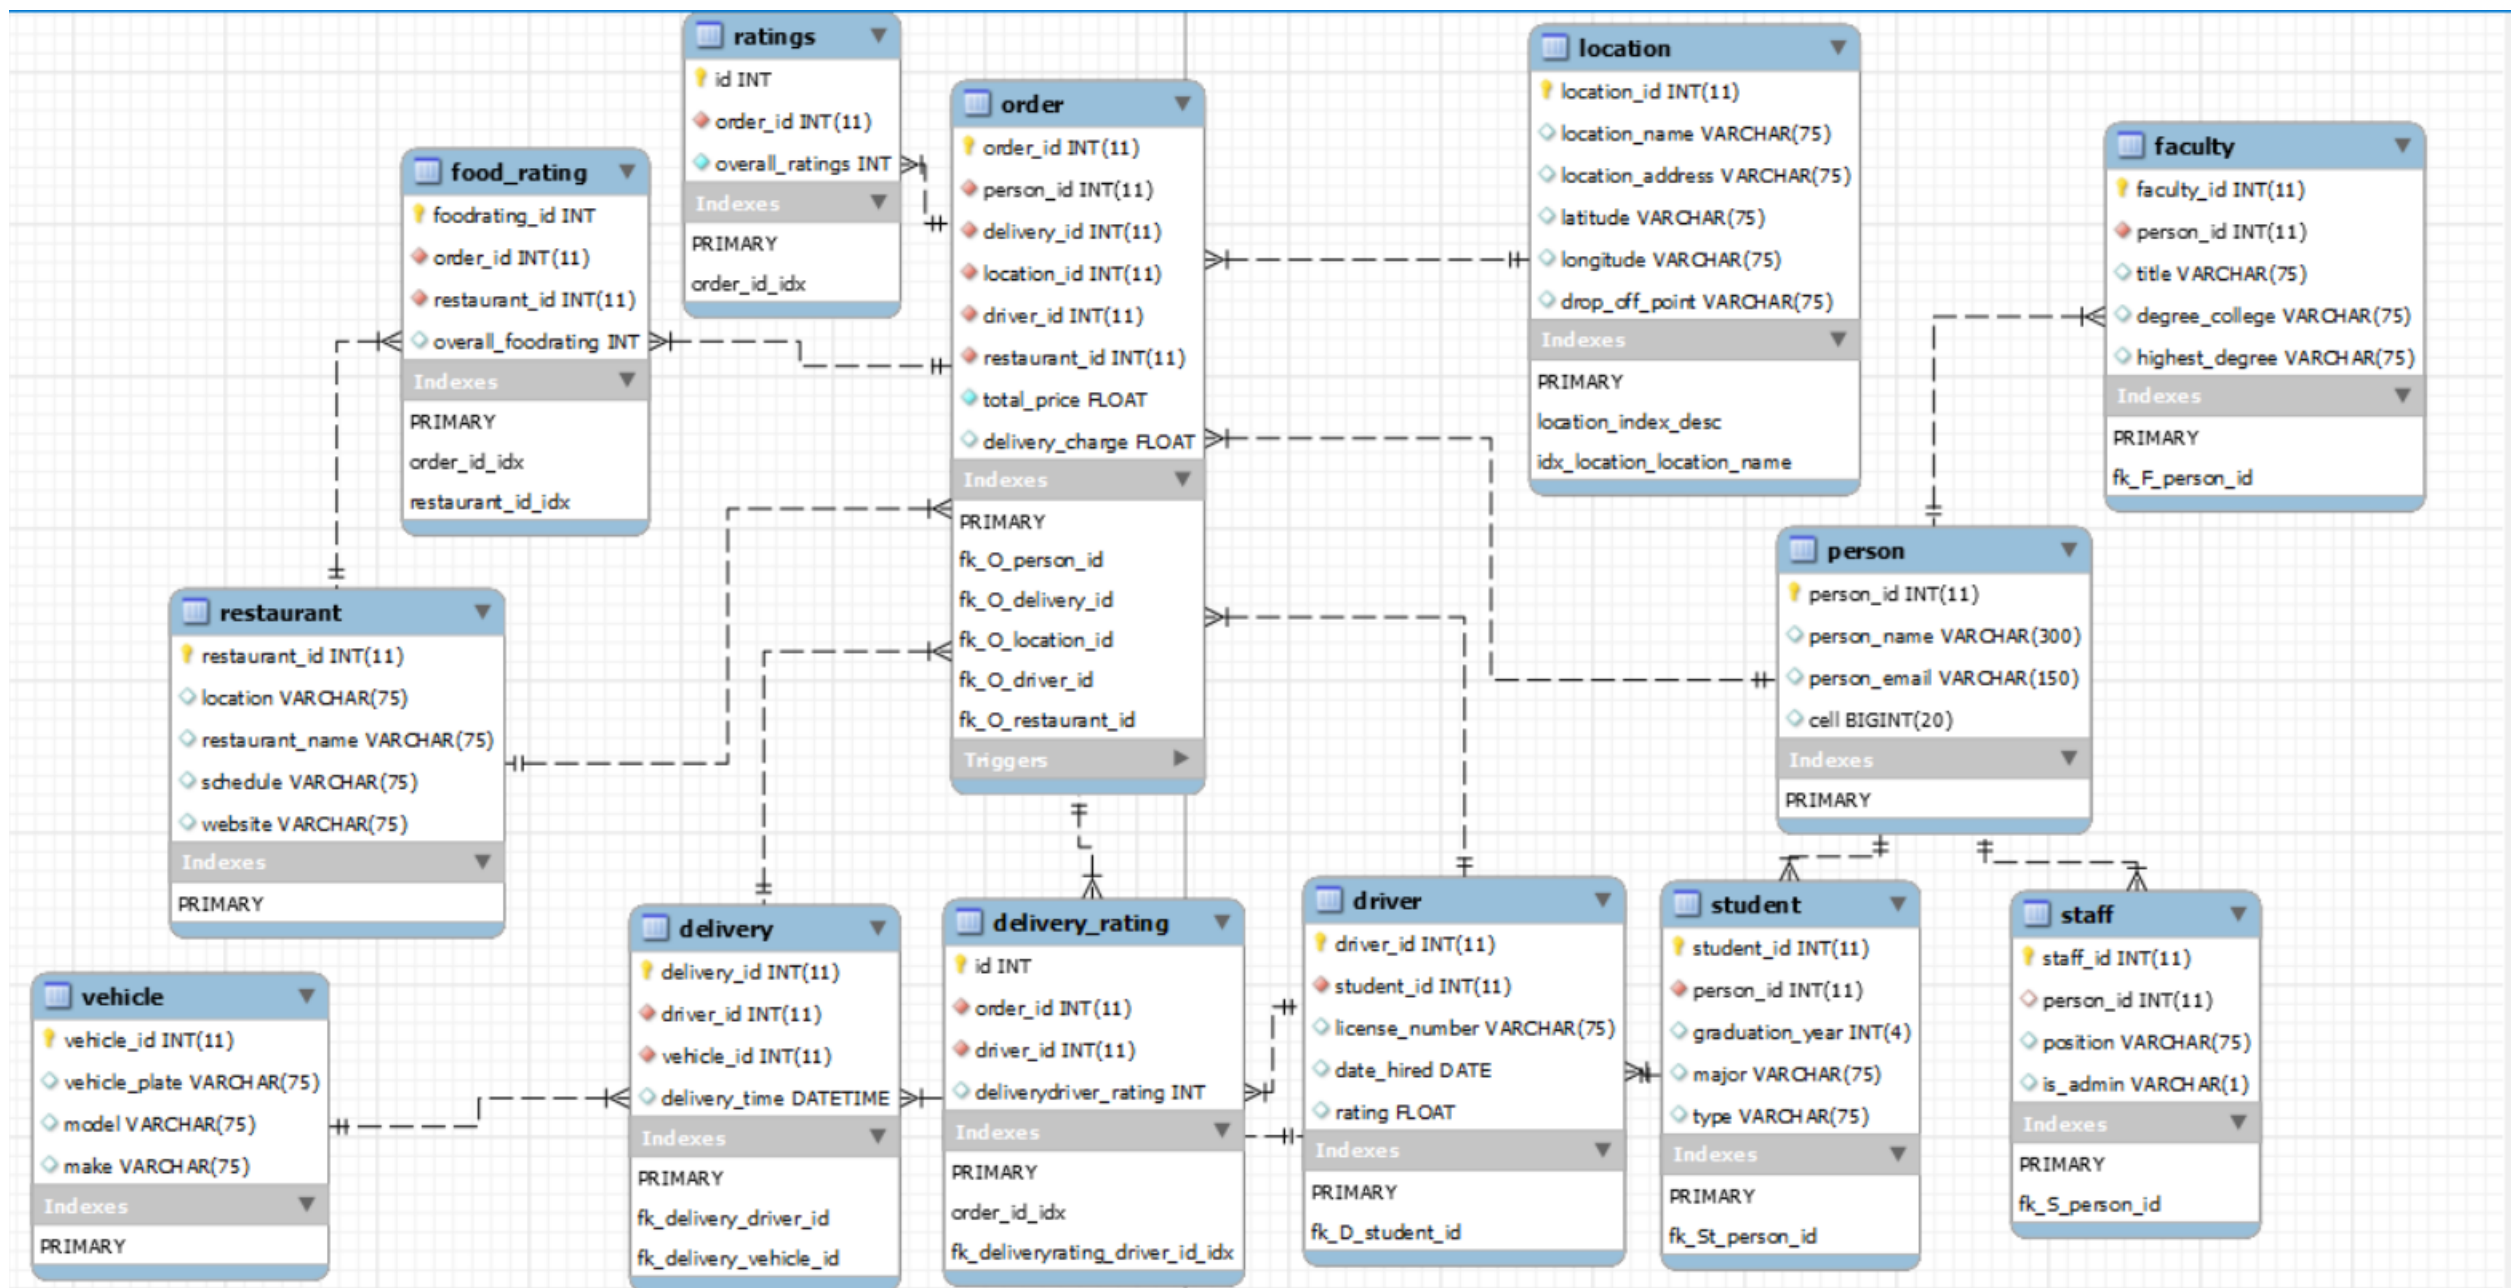 ratings
id INT
order_id INT(11)
overall_ratings INT
Indexes
PRIMARY
order_id_idx
food_rating
foodrating_id INT
order_id INT(11)
restaurant_id INT(11)
overall_foodrating INT
Indexes
PRIMARY
order_id_idx
restaurant_id_idx
order
order_id INT(11)
person_id INT(11)
delivery_id INT(11)
location_id INT(11)
driver_id INT(11)
restaurant_id INT(11)
total_price FLOAT
delivery_charge FLOAT
Indexes
PRIMARY
fk_O_person_id
fk_O_delivery_id
fk_O_location_id
fk_O_driver_id
fk_O_restaurant_id
Triggers
location
location_id INT(11)
location_name VARCHAR(75)
location_address VARCHAR(75)
latitude VARCHAR(75)
longitude VARCHAR(75)
drop_off_point VARCHAR(75)
Indexes
PRIMARY
location_index_desc
idx_location_location_name
faculty
faculty_id INT(11)
person_id INT(11)
title VARCHAR(75)
degree_college VARCHAR(75)
highest_degree VARCHAR(75)
Indexes
PRIMARY
fk_F_person_id
restaurant
restaurant_id INT(11)
location VARCHAR(75)
restaurant_name VARCHAR(75)
schedule VARCHAR(75)
website VARCHAR(75)
Indexes
PRIMARY
person
person_id INT(11)
person_name VARCHAR(300)
person_email VARCHAR(150)
cell BIGINT(20)
Indexes
PRIMARY
vehicle
vehicle_id INT(11)
vehicle_plate VARCHAR(75)
model VARCHAR(75)
make VARCHAR(75)
Indexes
PRIMARY
delivery
delivery_id INT(11)
driver_id INT(11)
vehicle_id INT(11)
delivery_time DATETIME
Indexes
PRIMARY
fk_delivery_driver_id
fk_delivery_vehicle_id
delivery_rating
id INT
order_id INT(11)
driver_id INT(11)
deliverydriver_rating INT
Indexes
PRIMARY
order_id_idx
fk_deliveryrating_driver_id_idx
driver
driver_id INT(11)
student_id INT(11)
license_number VARCHAR(75)
date_hired DATE
rating FLOAT
Indexes
PRIMARY
fk_D_student_id
student
student_id INT(11)
person_id INT(11)
graduation_year INT(4)
major VARCHAR(75)
type VARCHAR(75)
Indexes
PRIMARY
fk_St_person_id
staff
staff_id INT(11)
person_id INT(11)
position VARCHAR(75)
is_admin VARCHAR(1)
Indexes
PRIMARY
fk_S_person_id